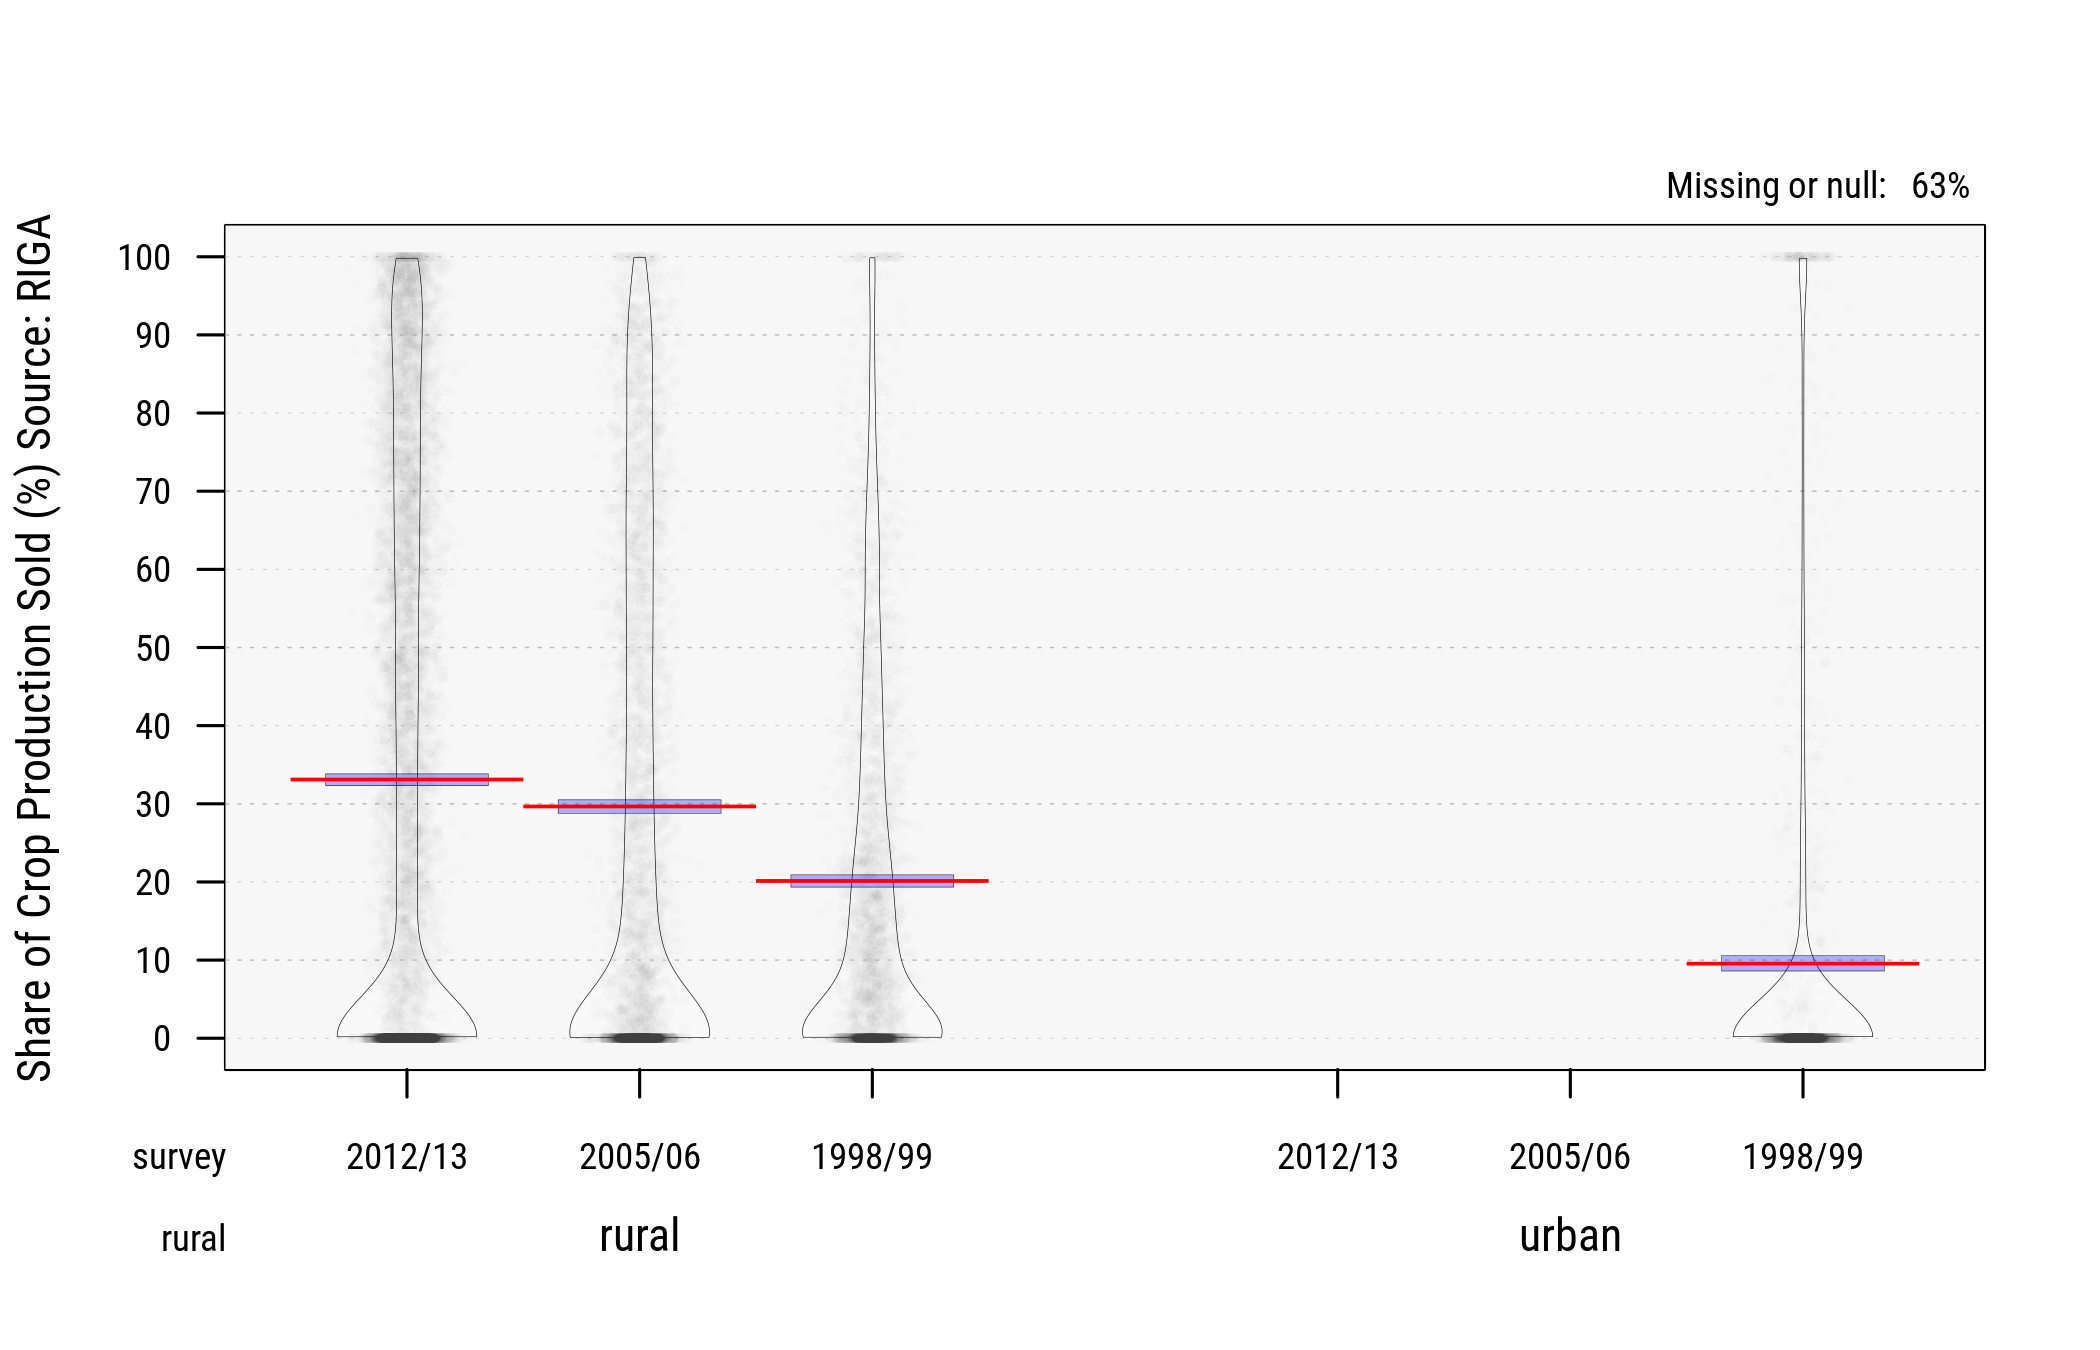 Missing or null: 63%
Share of Crop Production Sold (%) Source: RIGA
100
90
80
70
60
50
40
30
20
10
0
survey 2012/13 2005/06 1998/99 2012/13 2005/06 1998/99
rural rural urban